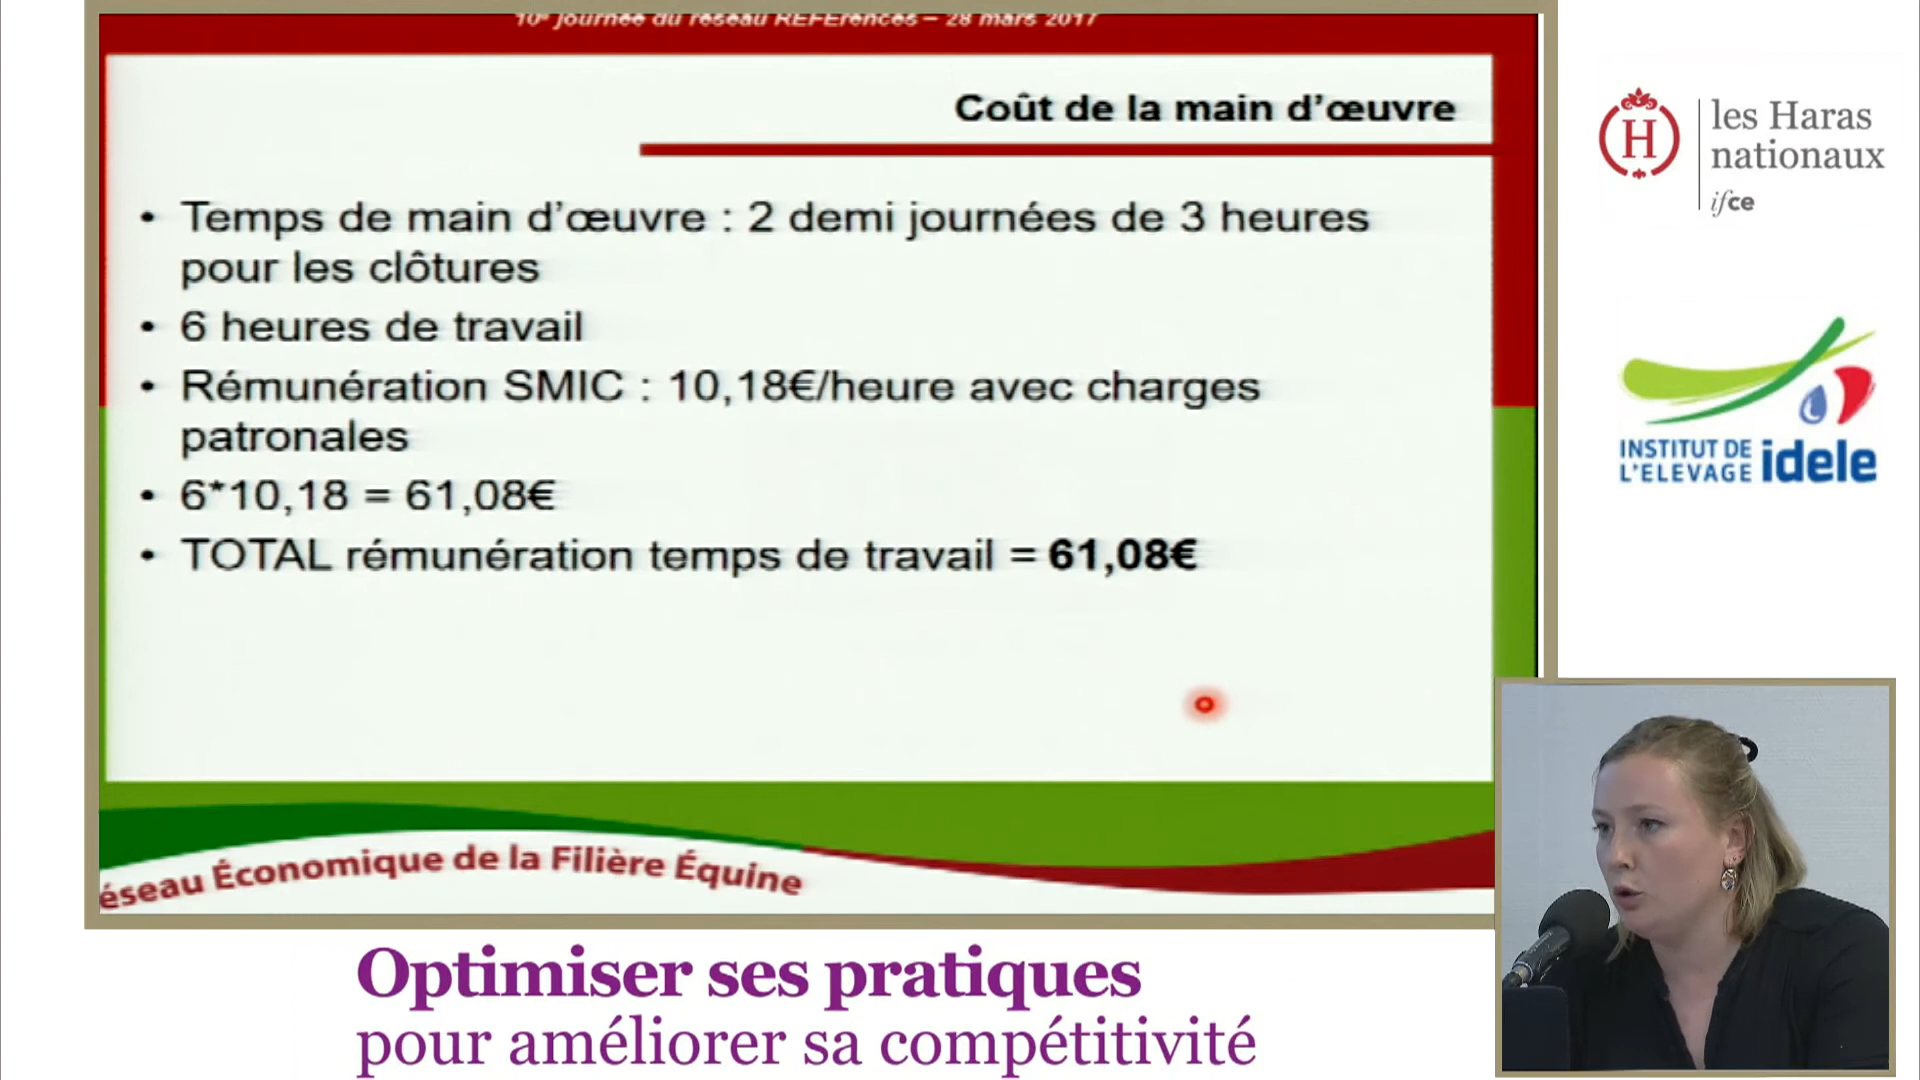 10e Journée du réseau REFErences – 28 mars 2017
Coût de la main d’œuvre
• Temps de main d’œuvre : 2 demi journées de 3 heures
pour les clôtures
• 6 heures de travail
• Rémunération SMIC : 10,18€/heure avec charges
patronales
• 6*10,18 = 61,08€
• TOTAL rémunération temps de travail = 61,08€
éseau Économique de la Filière Équine
Optimiser ses pratiques
pour améliorer sa compétitivité
H
les Haras
nationaux
ifce
INSTITUT DE
L'ELEVAGE idele